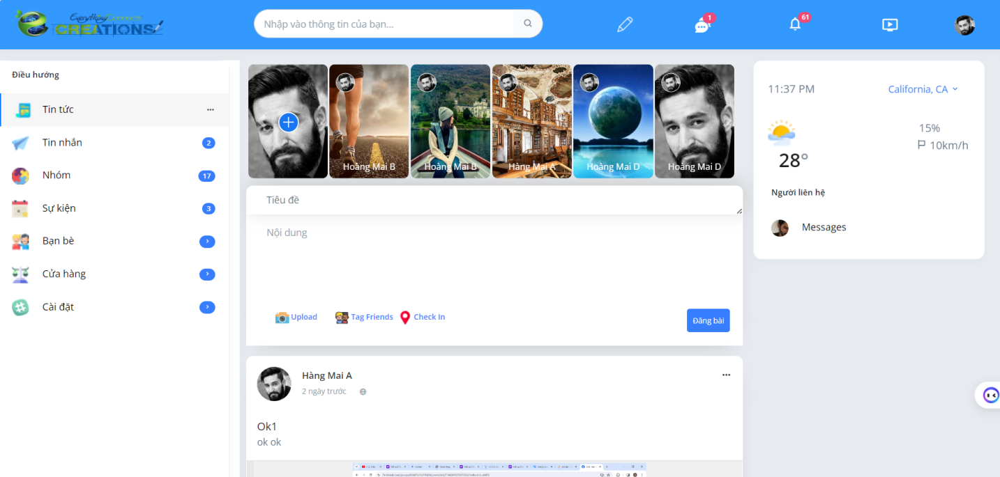 Everything Connects
CREATIONS
Nhập vào thông tin của bạn...
1
61
Điều hướng
Tin tức
Tin nhắn
2
Nhóm
17
Sự kiện
3
Bạn bè
Cửa hàng
Cài đặt
Hoàng Mai B
Hoàng Mai B
Hàng Mai A
Hoàng Mai D
Hoàng Mai D
Tiêu đề
Nội dung
Upload
Tag Friends
Check In
Đăng bài
Hàng Mai A
2 ngày trước
Ok1
ok ok
11:37 PM
California, CA
15%
10km/h
28°
Người liên hệ
Messages